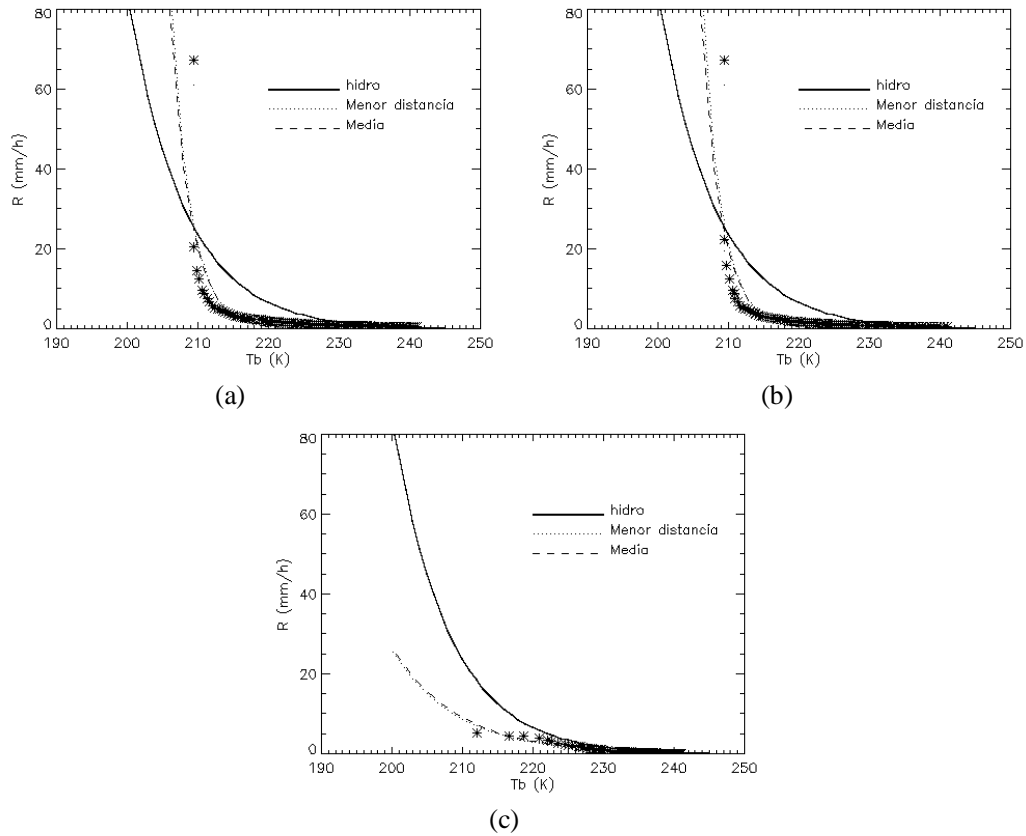 80
60
40
20
0
R (mm/h)
190 200 210 220 230 240 250
Tb (K)
hidro
Menor distancia
Media
(a)
80
60
40
20
0
R (mm/h)
190 200 210 220 230 240 250
Tb (K)
hidro
Menor distancia
Media
(b)
80
60
40
20
0
R (mm/h)
190 200 210 220 230 240 250
Tb (K)
hidro
Menor distancia
Media
(c)